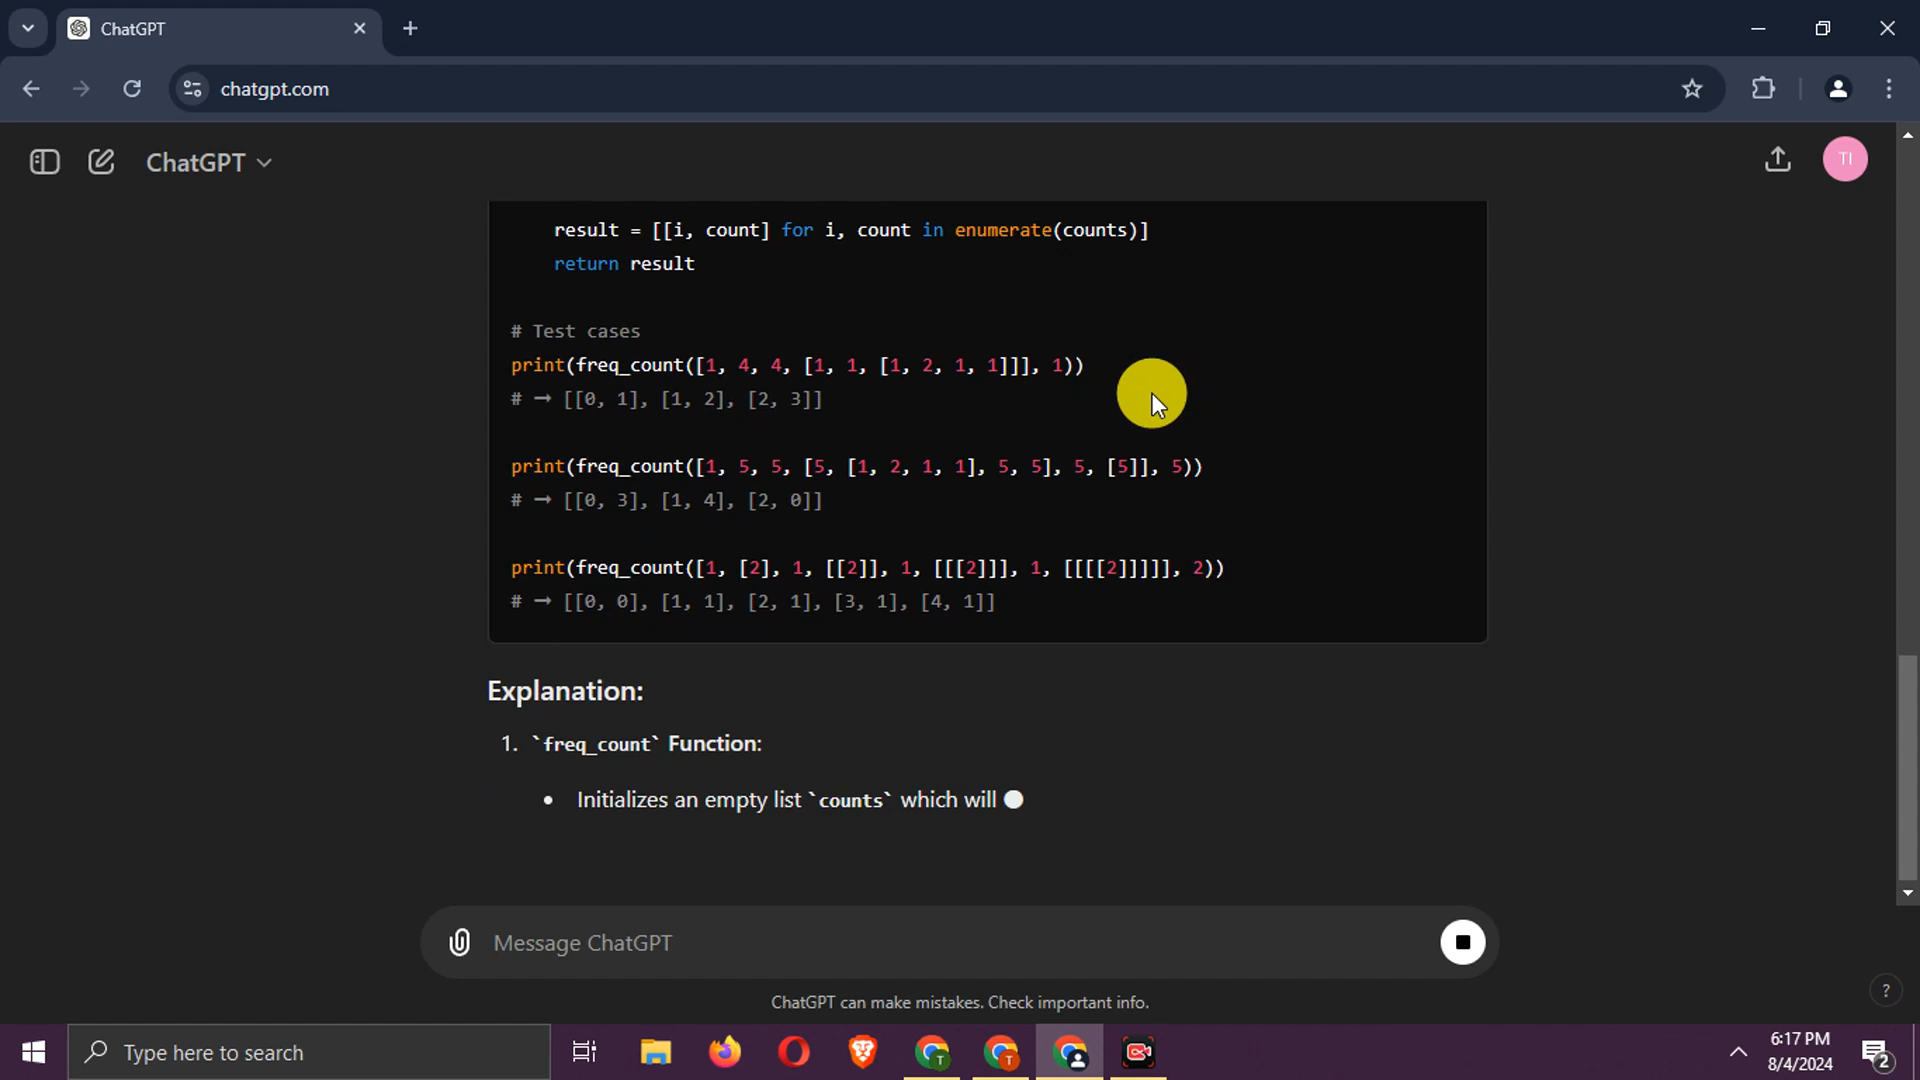 ChatGPT
chatgpt.com
ChatGPT
TI
result = [[i, count] for i, count in enumerate(counts)]
return result
# Test cases
print(freq_count([1, 4, 4, [1, 1, [1, 2, 1, 1]]], 1))
# ➞ [[0, 1], [1, 2], [2, 3]]
print(freq_count([1, 5, 5, [5, [1, 2, 1, 1], 5, 5], 5, [5]], 5))
# ➞ [[0, 3], [1, 4], [2, 0]]
print(freq_count([1, [2], 1, [[2]], 1, [[[2]]], 1, [[[[2]]]]], 2))
# ➞ [[0, 0], [1, 1], [2, 1], [3, 1], [4, 1]]
Explanation:
1. `freq_count` Function:
• Initializes an empty list `counts` which will
Message ChatGPT
ChatGPT can make mistakes. Check important info.
?
Type here to search
T
T
6:17 PM
8/4/2024
2